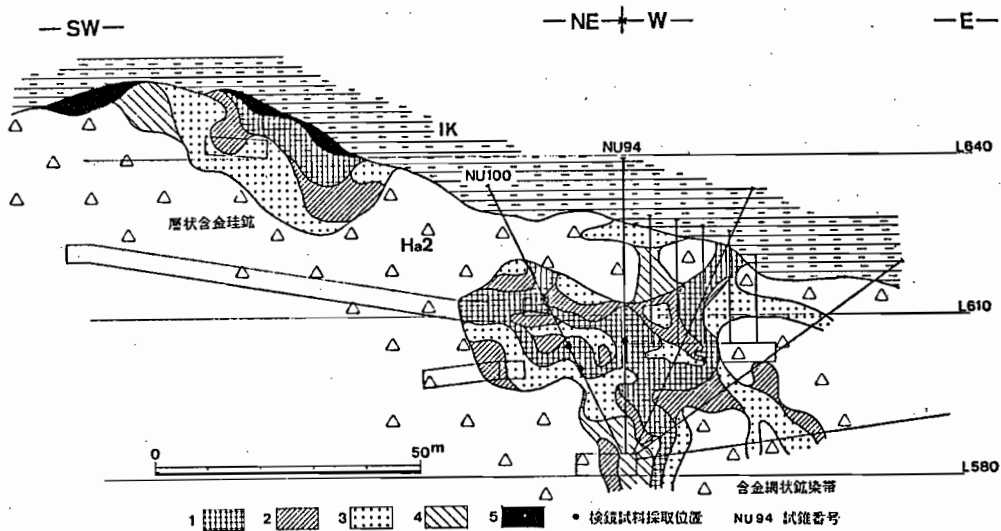 — SW —
NE W
— E —
IK
NU94
L640
NU100
層状含金珪鉱
Ha2
L610
0 50m
L580
含金網状鉱染帯
1 2 3 4 5 • 検鏡試料採取位置 NU94 試錐番号